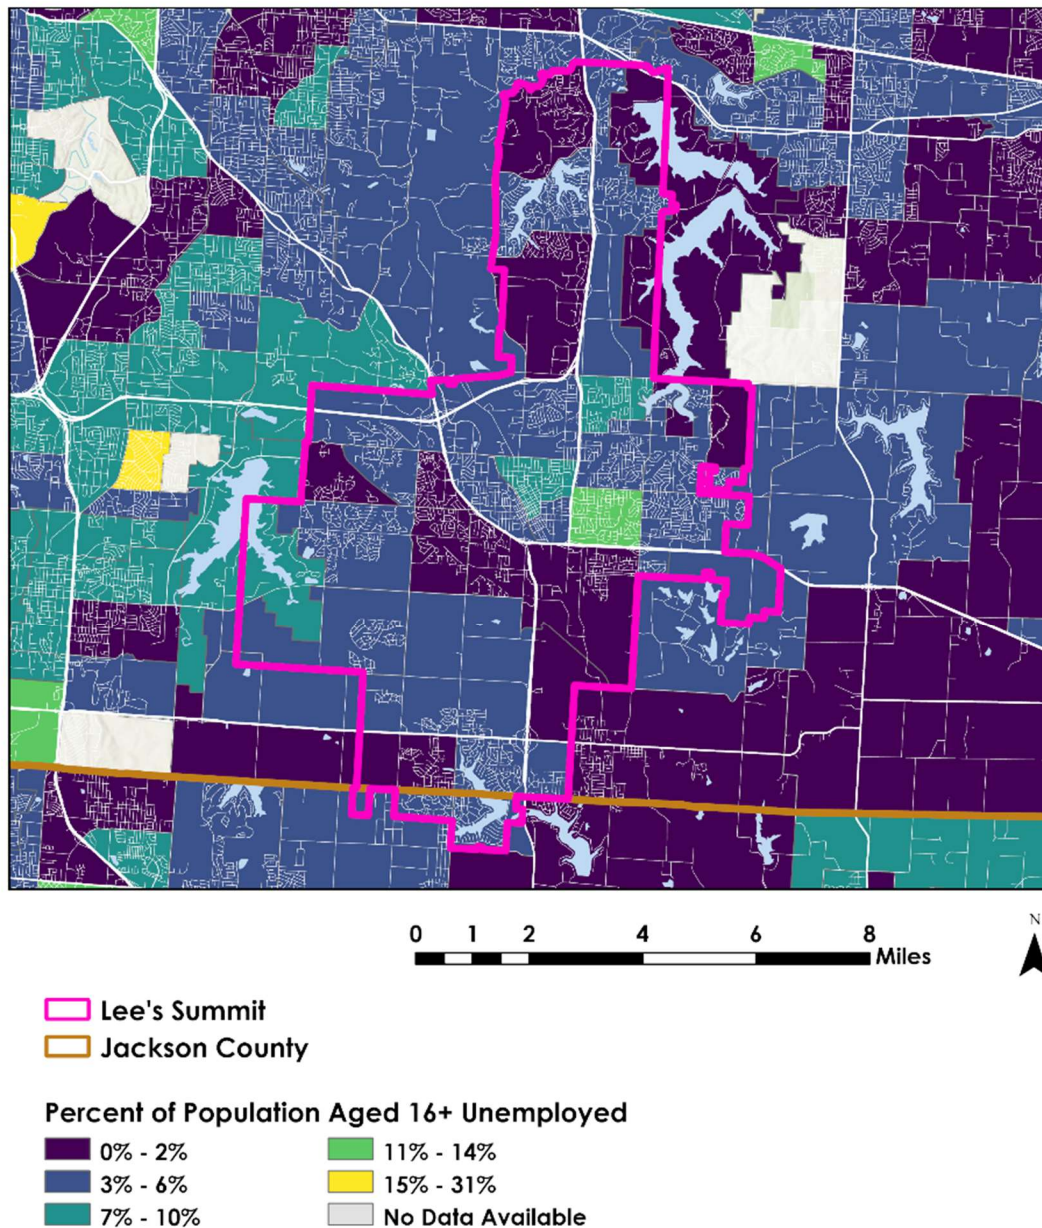 N
0 1 2 4 6 8
Miles
Lee's Summit
Jackson County
Percent of Population Aged 16+ Unemployed
0% - 2%
11% - 14%
3% - 6%
15% - 31%
7% - 10%
No Data Available